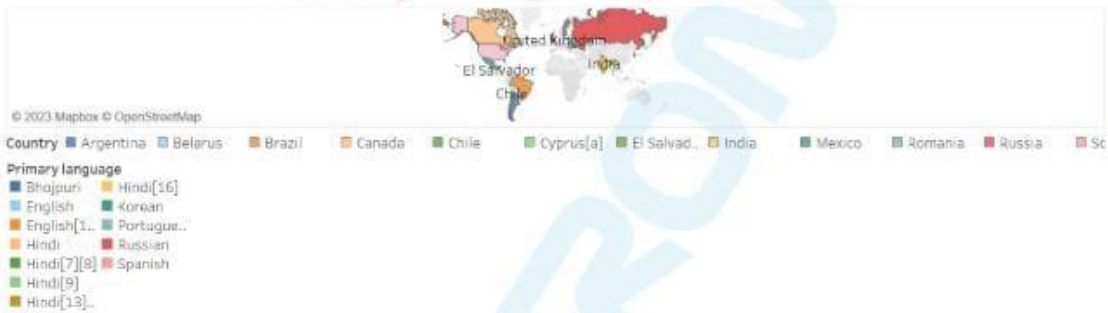 United Kingdom
India
El Salvador
Chile
© 2023 Mapbox © OpenStreetMap
Country Argentina Belarus Brazil Canada Chile Cyprus[a] El Salvad.. India Mexico Romania Russia Sc
Primary language
Bhojpuri Hindi[16]
English Korean
English[1.. Portugue..
Hindi Russian
Hindi[7][8] Spanish
Hindi[9]
Hindi[13]..